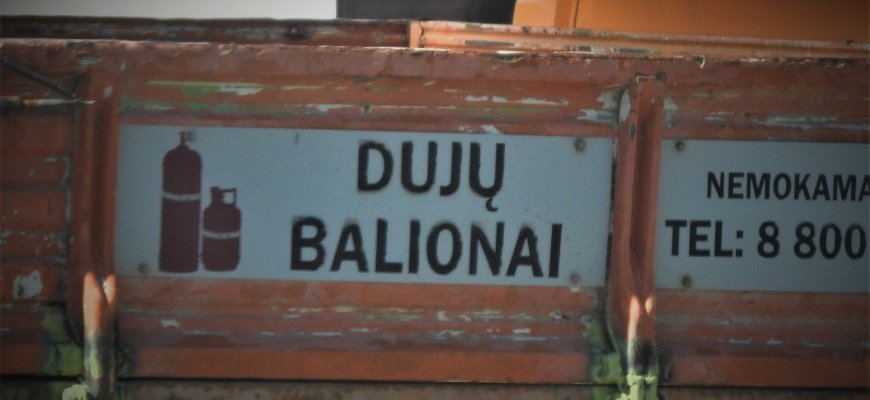 DUJŲ
BALIONAI
NEMOKAMA
TEL: 8 800